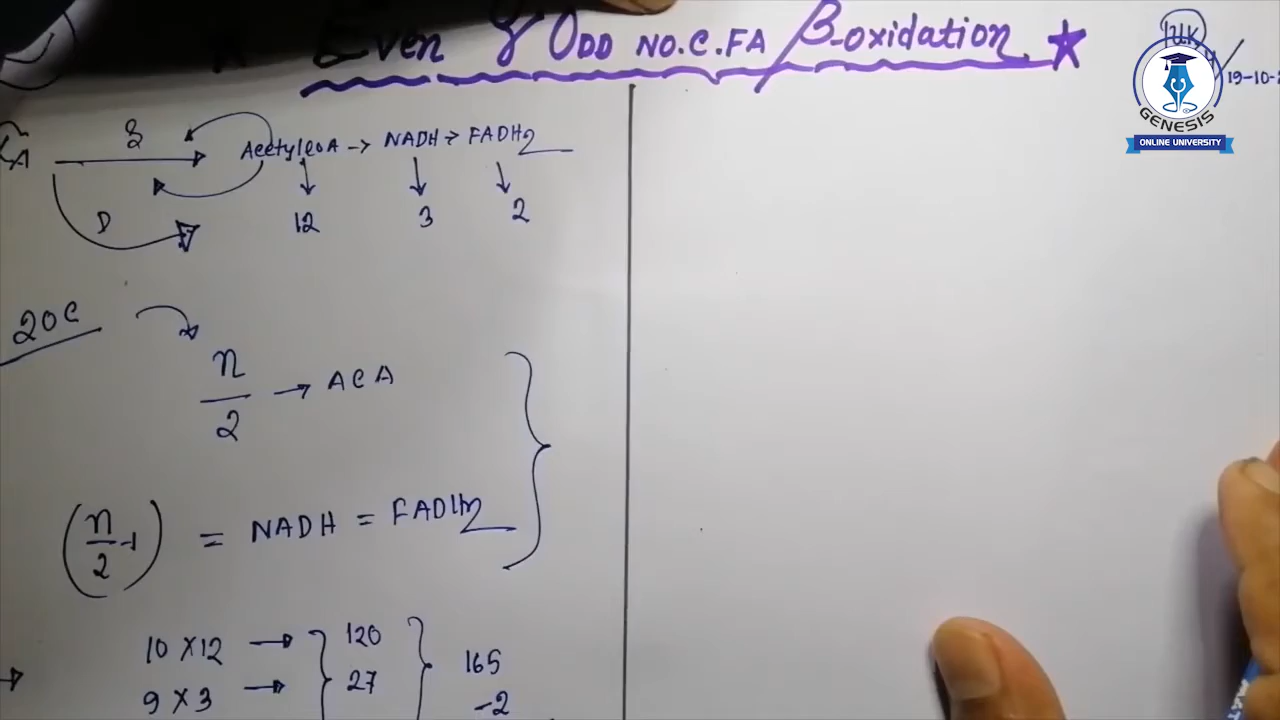 Even & ODD NO.C.FA / β-oxidation
19-10-
GENESIS
ONLINE UNIVERSITY
AcetylcoA → NADH > FADH2
12 3 2
20C
n/2 → ACA
(n/2 -1) = NADH = FADH2
10 X 12 → 120
165
9 X 3 → 27
-2